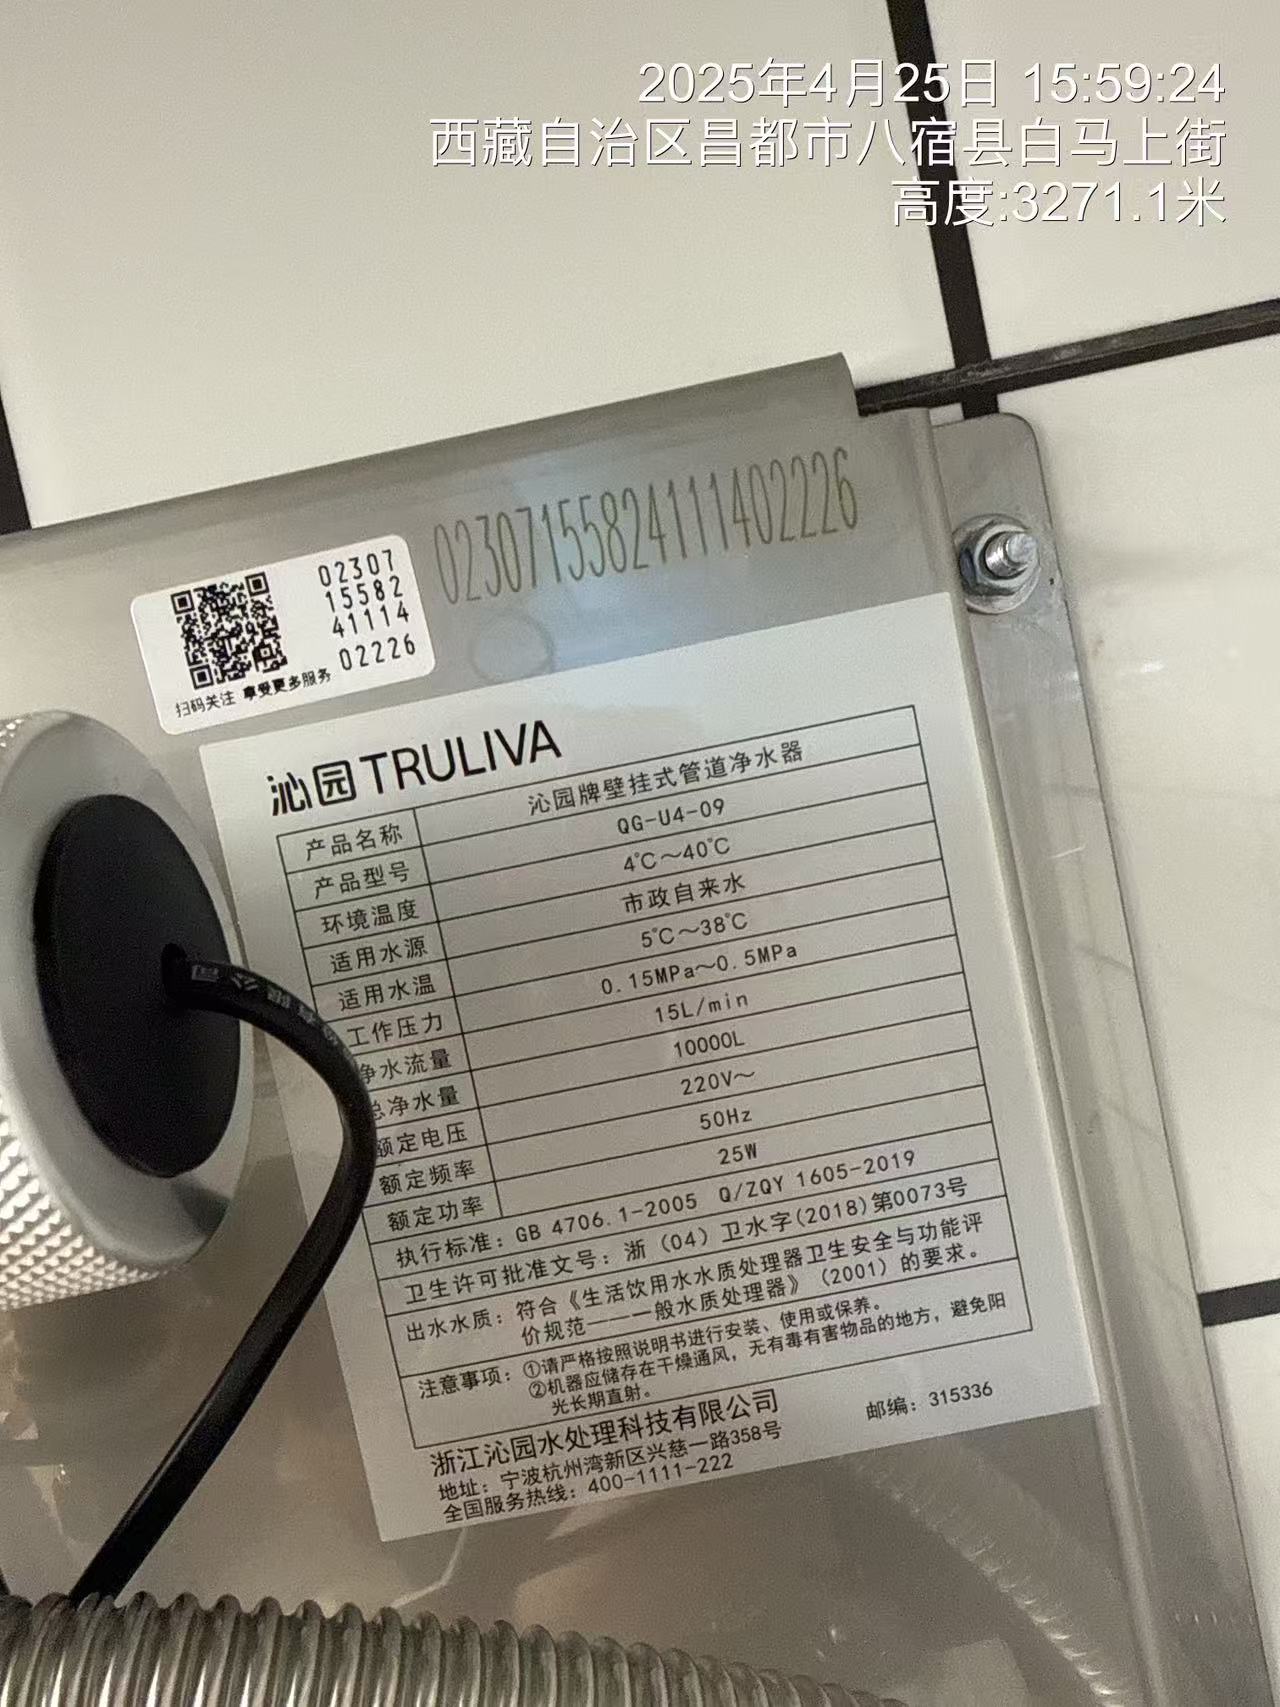 2025年4月25日 15:59:24
西藏自治区昌都市八宿县白马上街
高度:3271.1米
02307155824111402226
02307
15582
41114
02226
扫码关注 享受更多服务
沁园TRULIVA
产品名称 沁园牌壁挂式管道净水器
产品型号 QG-U4-09
环境温度 4℃～40℃
适用水源 市政自来水
适用水温 5℃～38℃
工作压力 0.15MPa～0.5MPa
净水流量 15L/min
总净水量 10000L
额定电压 220V～
额定频率 50Hz
额定功率 25W
执行标准：GB 4706.1-2005 Q/ZQY 1605-2019
卫生许可批准文号：浙（04）卫水字(2018)第0073号
出水水质：符合《生活饮用水水质处理器卫生安全与功能评
价规范——一般水质处理器》（2001）的要求。
注意事项：①请严格按照说明书进行安装、使用或保养。
②机器应储存在干燥通风，无有毒有害物品的地方，避免阳
光长期直射。
浙江沁园水处理科技有限公司
地址：宁波杭州湾新区兴慈一路358号 邮编：315336
全国服务热线：400-1111-222